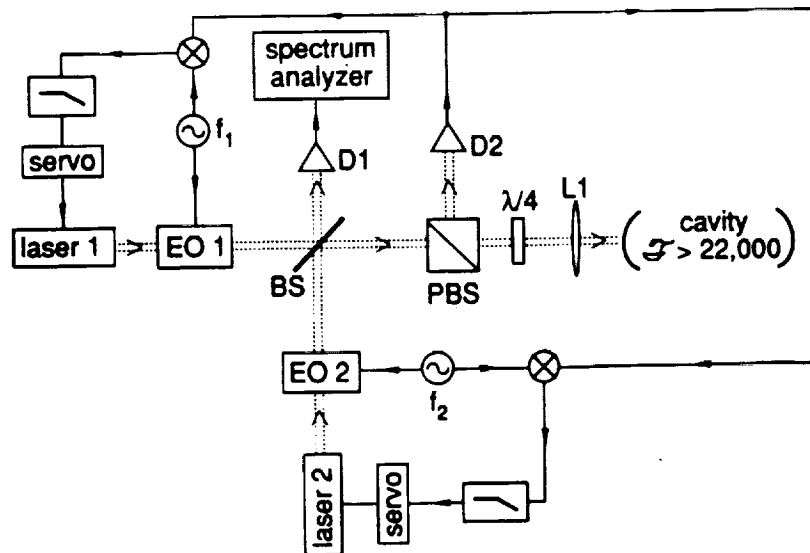 spectrum
analyzer
f1
D1
D2
servo
λ/4
L1
laser 1
EO 1
BS
PBS
cavity
ℱ > 22,000
EO 2
f2
laser 2
servo